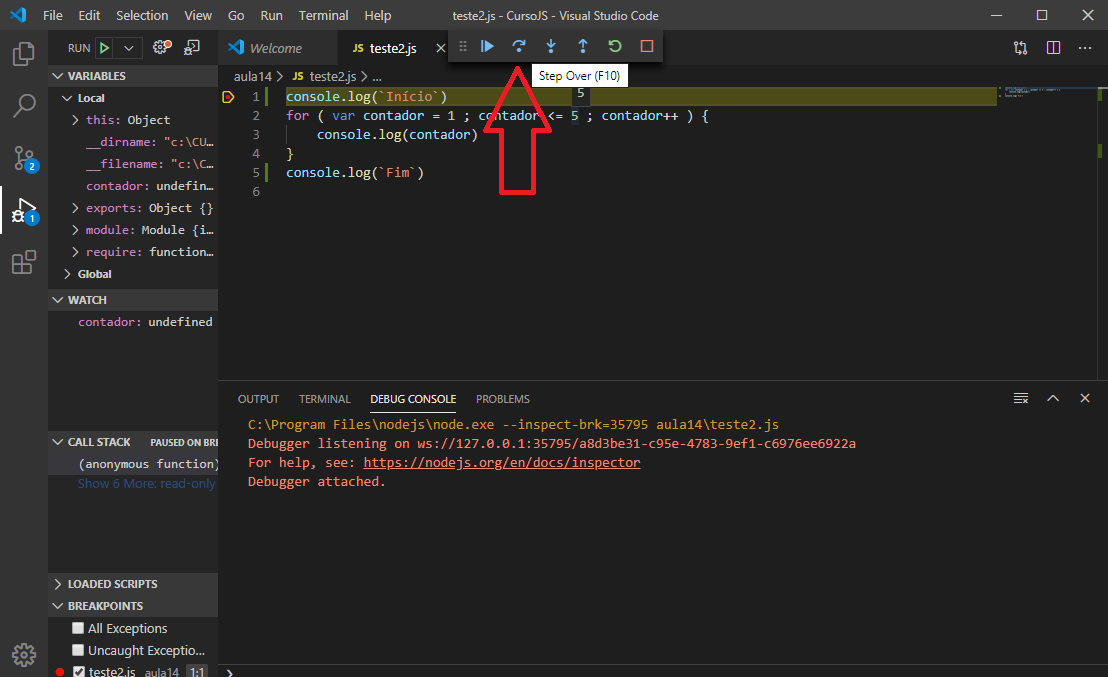 File Edit Selection View Go Run Terminal Help teste2.js - CursoJS - Visual Studio Code
RUN
Welcome
JS teste2.js
Step Over (F10)
VARIABLES
Local
this: Object
__dirname: "c:\CU...
__filename: "c:\C...
contador: undefin...
exports: Object {}
module: Module {i...
require: function...
Global
WATCH
contador: undefined
CALL STACK PAUSED ON BRE
(anonymous function)
Show 6 More: read-only
LOADED SCRIPTS
BREAKPOINTS
All Exceptions
Uncaught Exceptio...
teste2.js aula14 1:1
2
1
aula14 > JS teste2.js > ...
5
1 console.log(`Início`)
2 for ( var contador = 1 ; contador <= 5 ; contador++ ) {
3 console.log(contador)
4 }
5 console.log(`Fim`)
6
OUTPUT TERMINAL DEBUG CONSOLE PROBLEMS
C:\Program Files\nodejs\node.exe --inspect-brk=35795 aula14\teste2.js
Debugger listening on ws://127.0.0.1:35795/a8d3be31-c95e-4783-9ef1-c6976ee6922a
For help, see: https://nodejs.org/en/docs/inspector
Debugger attached.